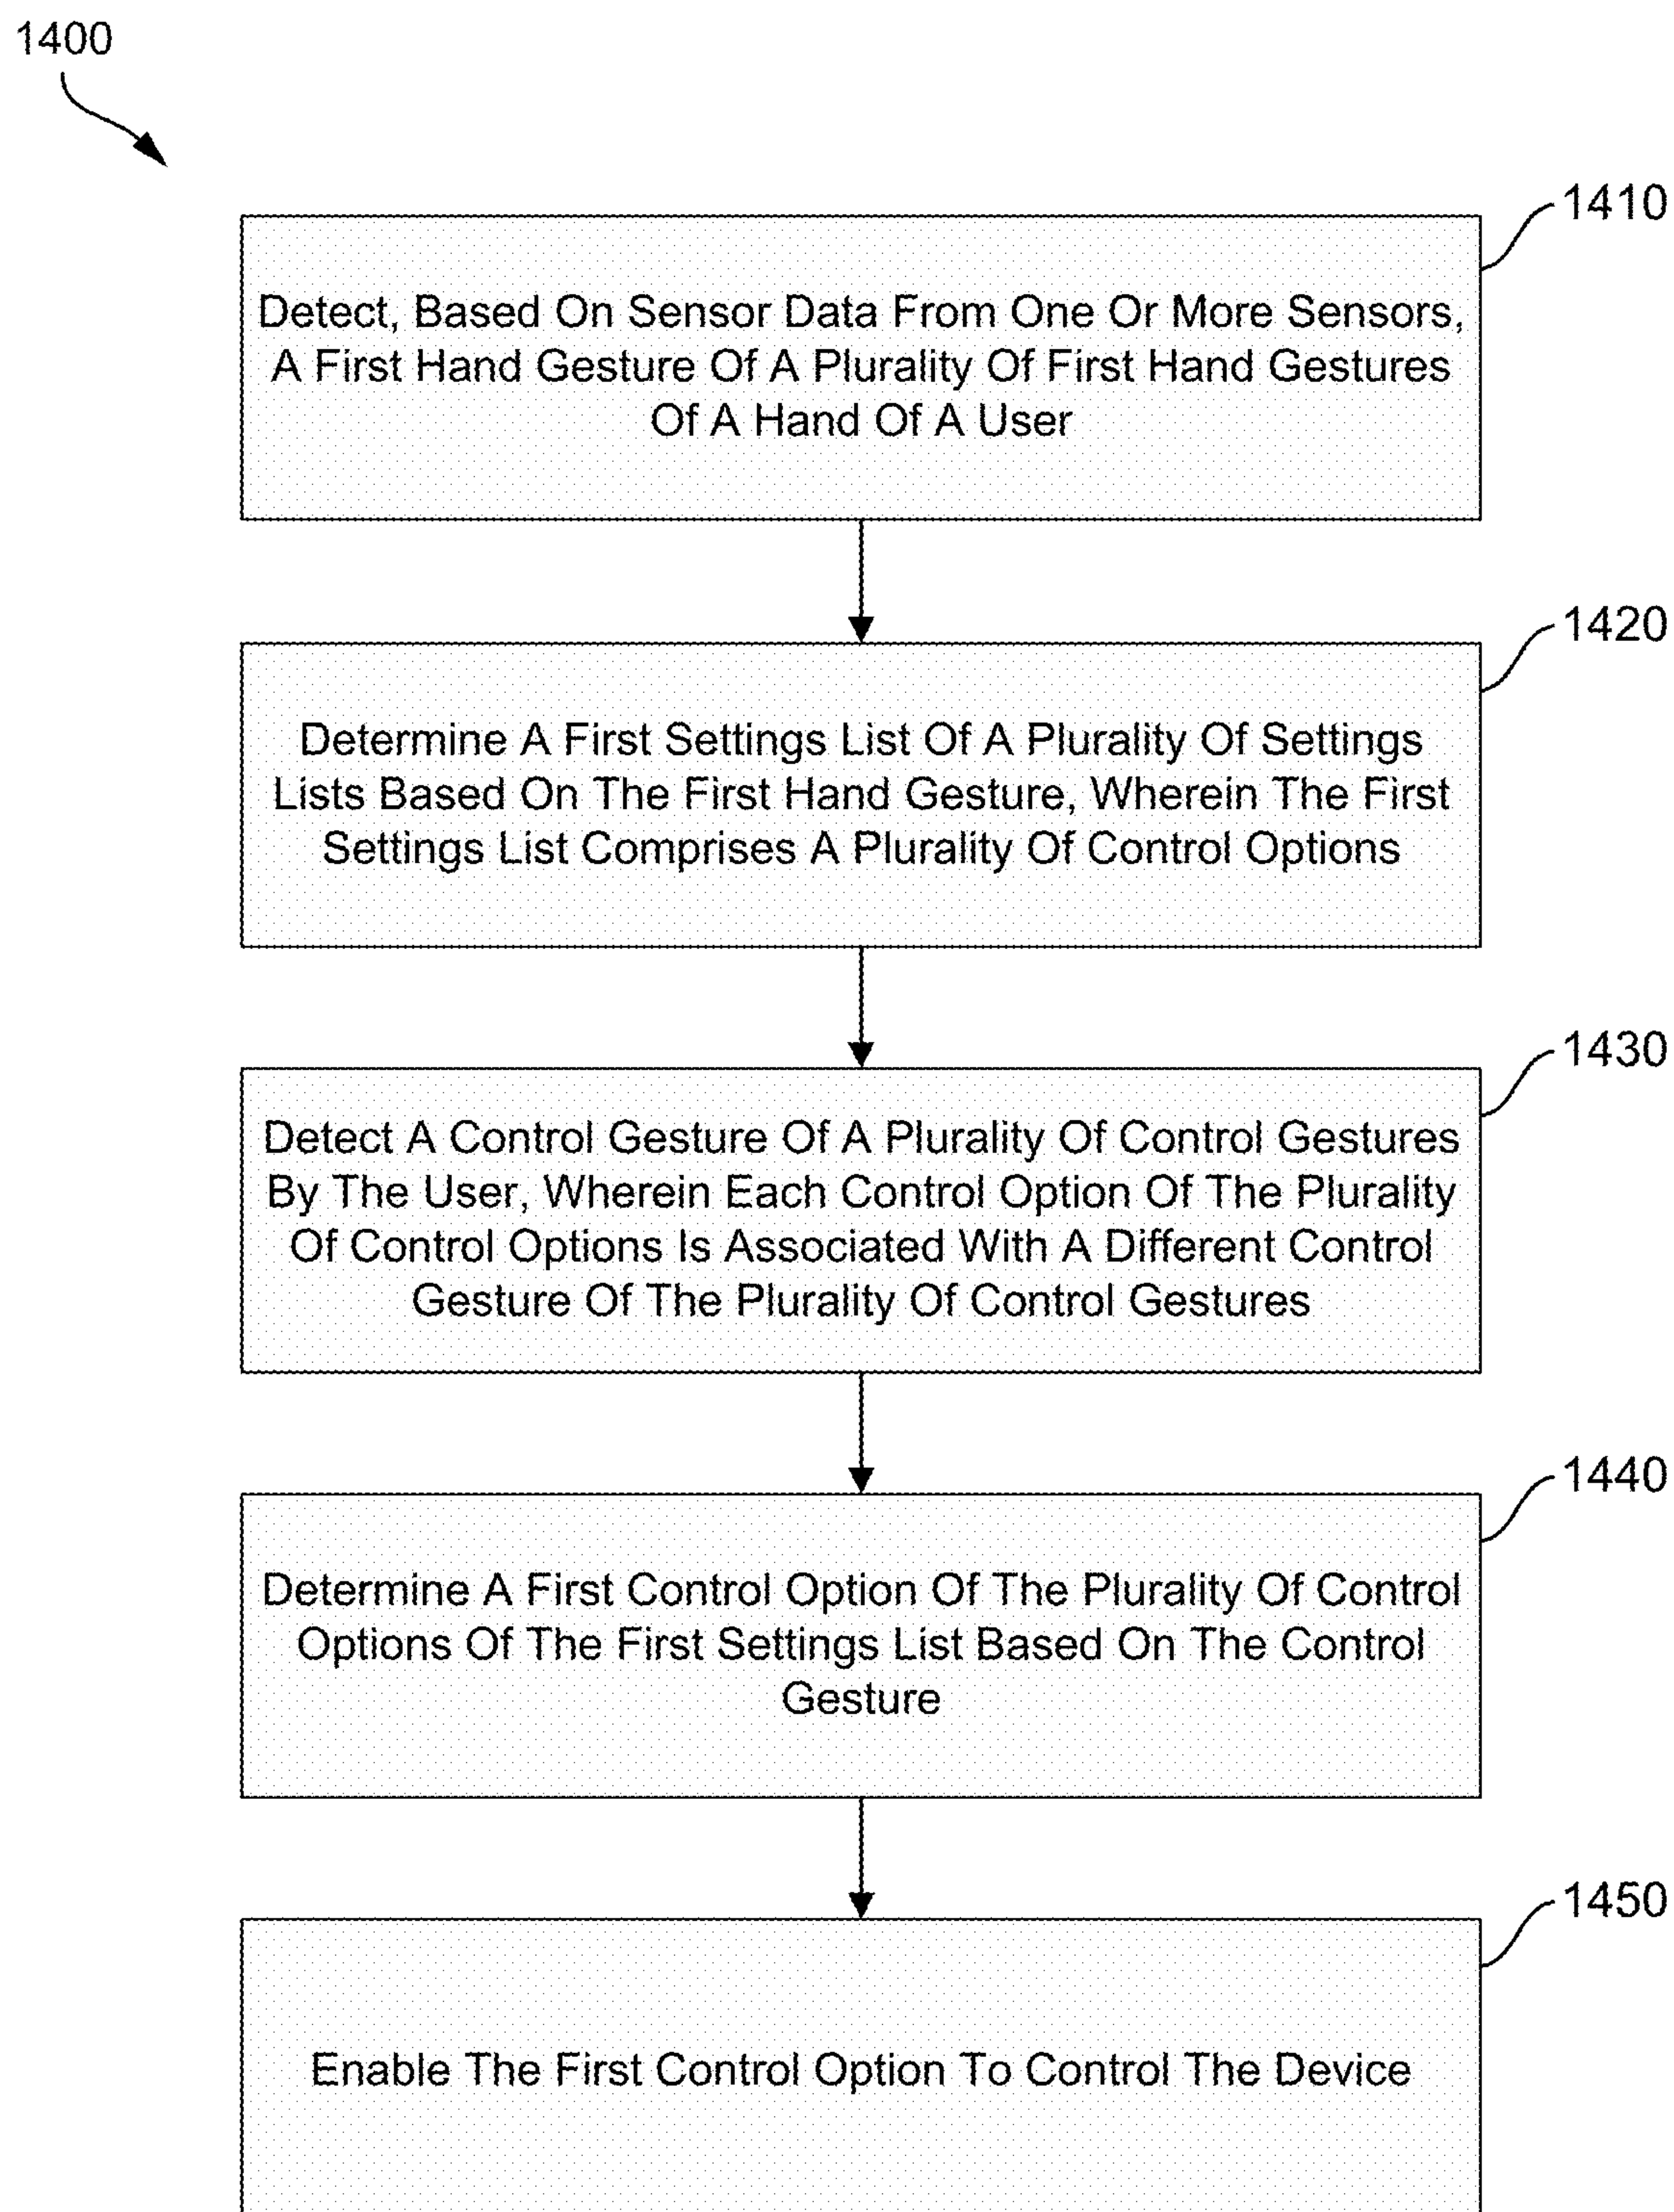 1400
1410
Detect, Based On Sensor Data From One Or More Sensors,
A First Hand Gesture Of A Plurality Of First Hand Gestures
Of A Hand Of A User
1420
Determine A First Settings List Of A Plurality Of Settings
Lists Based On The First Hand Gesture, Wherein The First
Settings List Comprises A Plurality Of Control Options
1430
Detect A Control Gesture Of A Plurality Of Control Gestures
By The User, Wherein Each Control Option Of The Plurality
Of Control Options Is Associated With A Different Control
Gesture Of The Plurality Of Control Gestures
1440
Determine A First Control Option Of The Plurality Of Control
Options Of The First Settings List Based On The Control
Gesture
1450
Enable The First Control Option To Control The Device